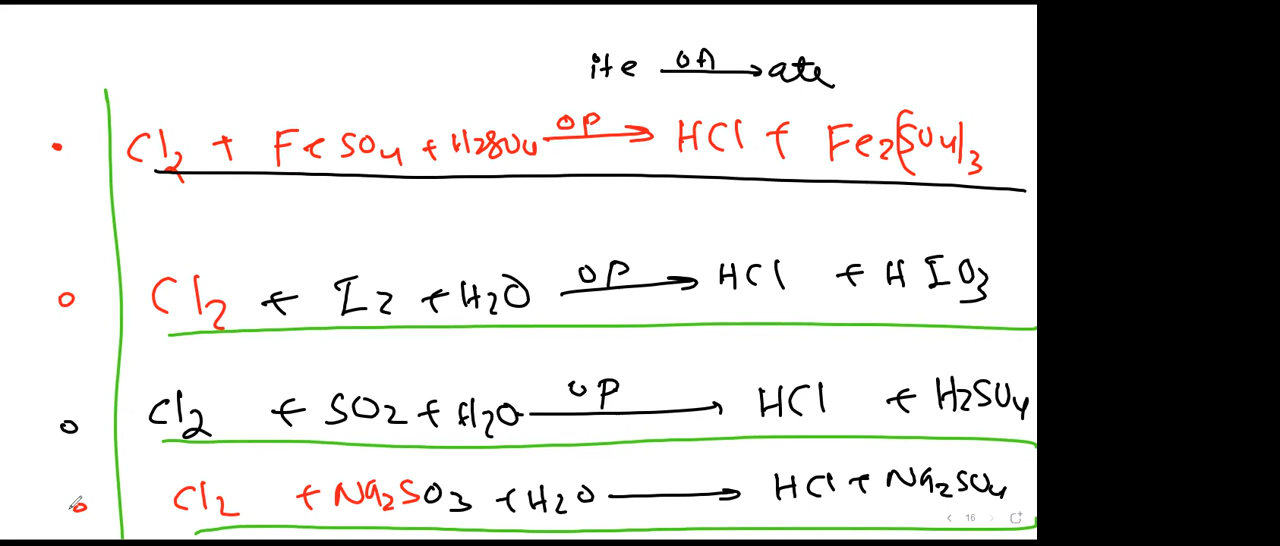 ite OA→ ate
Cl2 + FeSO4 + H2SO4 OP→ HCl + Fe2(SO4)3
Cl2 + I2 + H2O OP→ HCl + HIO3
Cl2 + SO2 + H2O OP→ HCl + H2SO4
Cl2 + Na2SO3 + H2O → HCl + Na2SO4
< 16 >